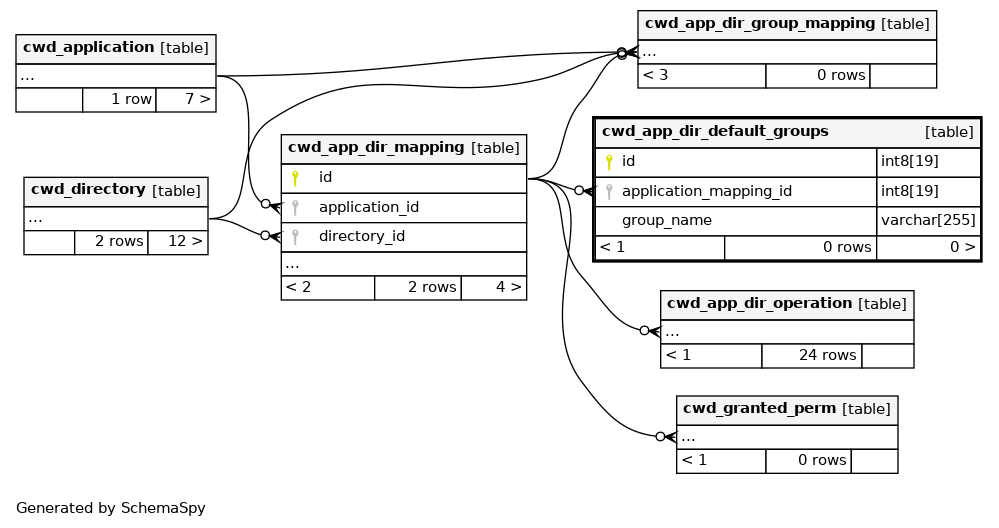 cwd_app_dir_group_mapping [table]
...
< 3 0 rows
cwd_application [table]
...
1 row 7 >
cwd_app_dir_default_groups [table]
id int8[19]
application_mapping_id int8[19]
group_name varchar[255]
< 1 0 rows 0 >
cwd_app_dir_mapping [table]
id
application_id
directory_id
...
< 2 2 rows 4 >
cwd_directory [table]
...
2 rows 12 >
cwd_app_dir_operation [table]
...
< 1 24 rows
cwd_granted_perm [table]
...
< 1 0 rows
Generated by SchemaSpy